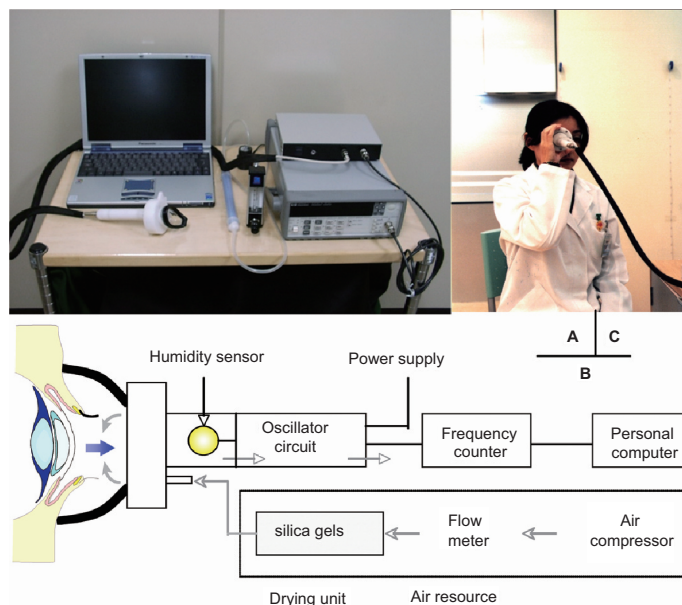 A C
B
Humidity sensor
Power supply
Oscillator
circuit
Frequency
counter
Personal
computer
silica gels
Flow
meter
Air
compressor
Drying unit
Air resource